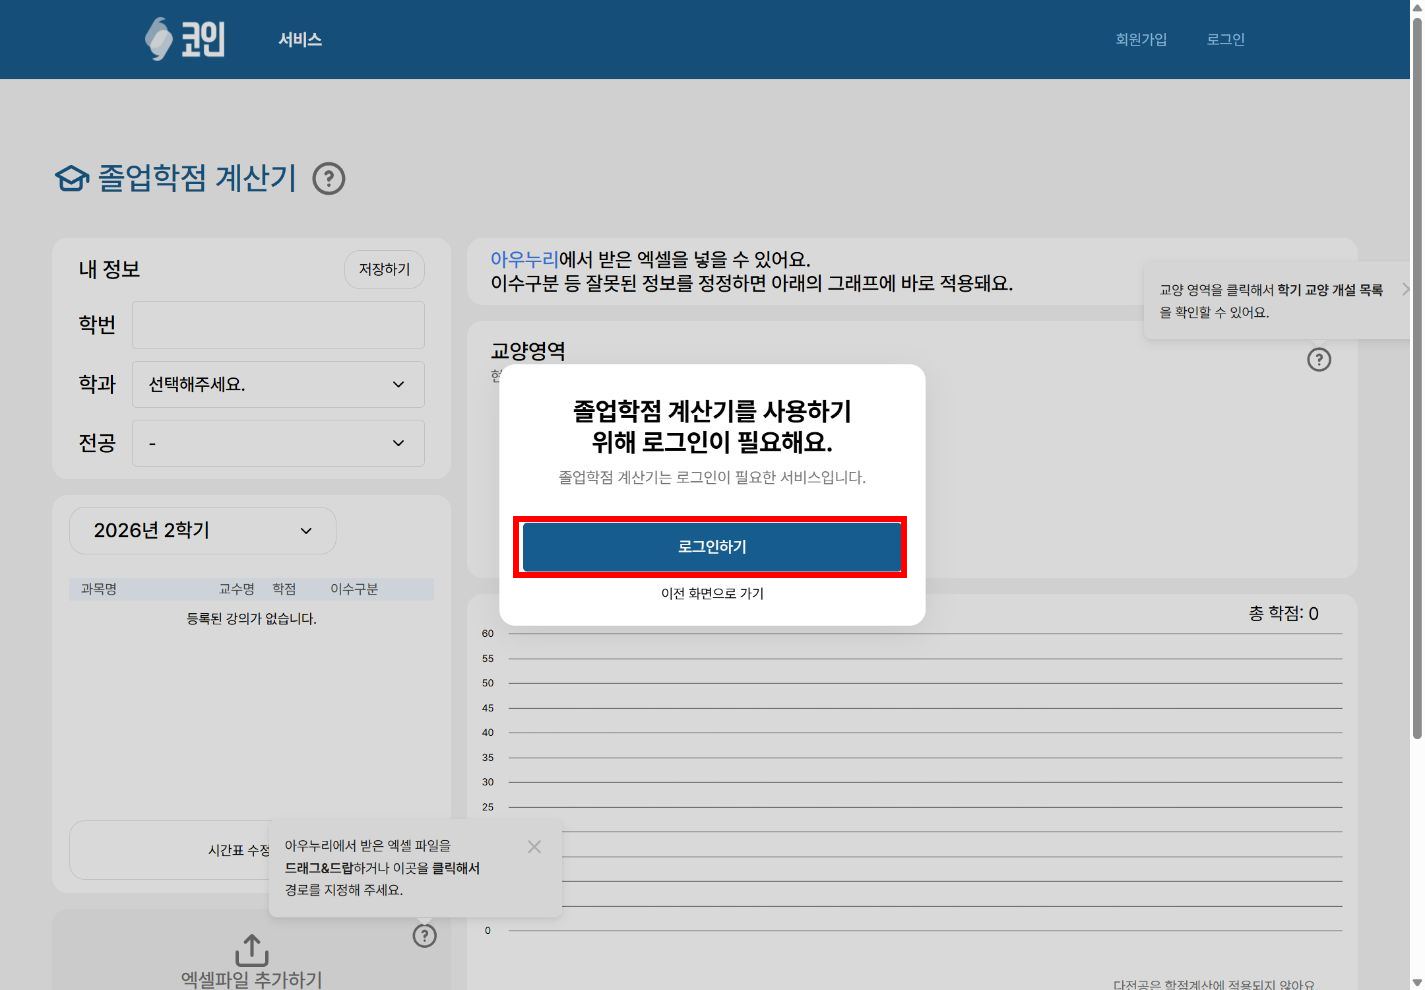 코인
서비스
회원가입
로그인
졸업학점 계산기
?
내 정보
저장하기
학번
학과
선택해주세요.
전공
-
2026년 2학기
과목명 교수명 학점 이수구분
등록된 강의가 없습니다.
시간표 수정
아우누리에서 받은 엑셀 파일을
드래그&드랍하거나 이곳을 클릭해서
경로를 지정해 주세요.
?
엑셀파일 추가하기
아우누리에서 받은 엑셀을 넣을 수 있어요.
이수구분 등 잘못된 정보를 정정하면 아래의 그래프에 바로 적용돼요.
교양 영역을 클릭해서 학기 교양 개설 목록
을 확인할 수 있어요.
?
교양영역
졸업학점 계산기를 사용하기
위해 로그인이 필요해요.
졸업학점 계산기는 로그인이 필요한 서비스입니다.
로그인하기
이전 화면으로 가기
총 학점: 0
60
55
50
45
40
35
30
25
0
다전공은 학점계산에 적용되지 않아요.